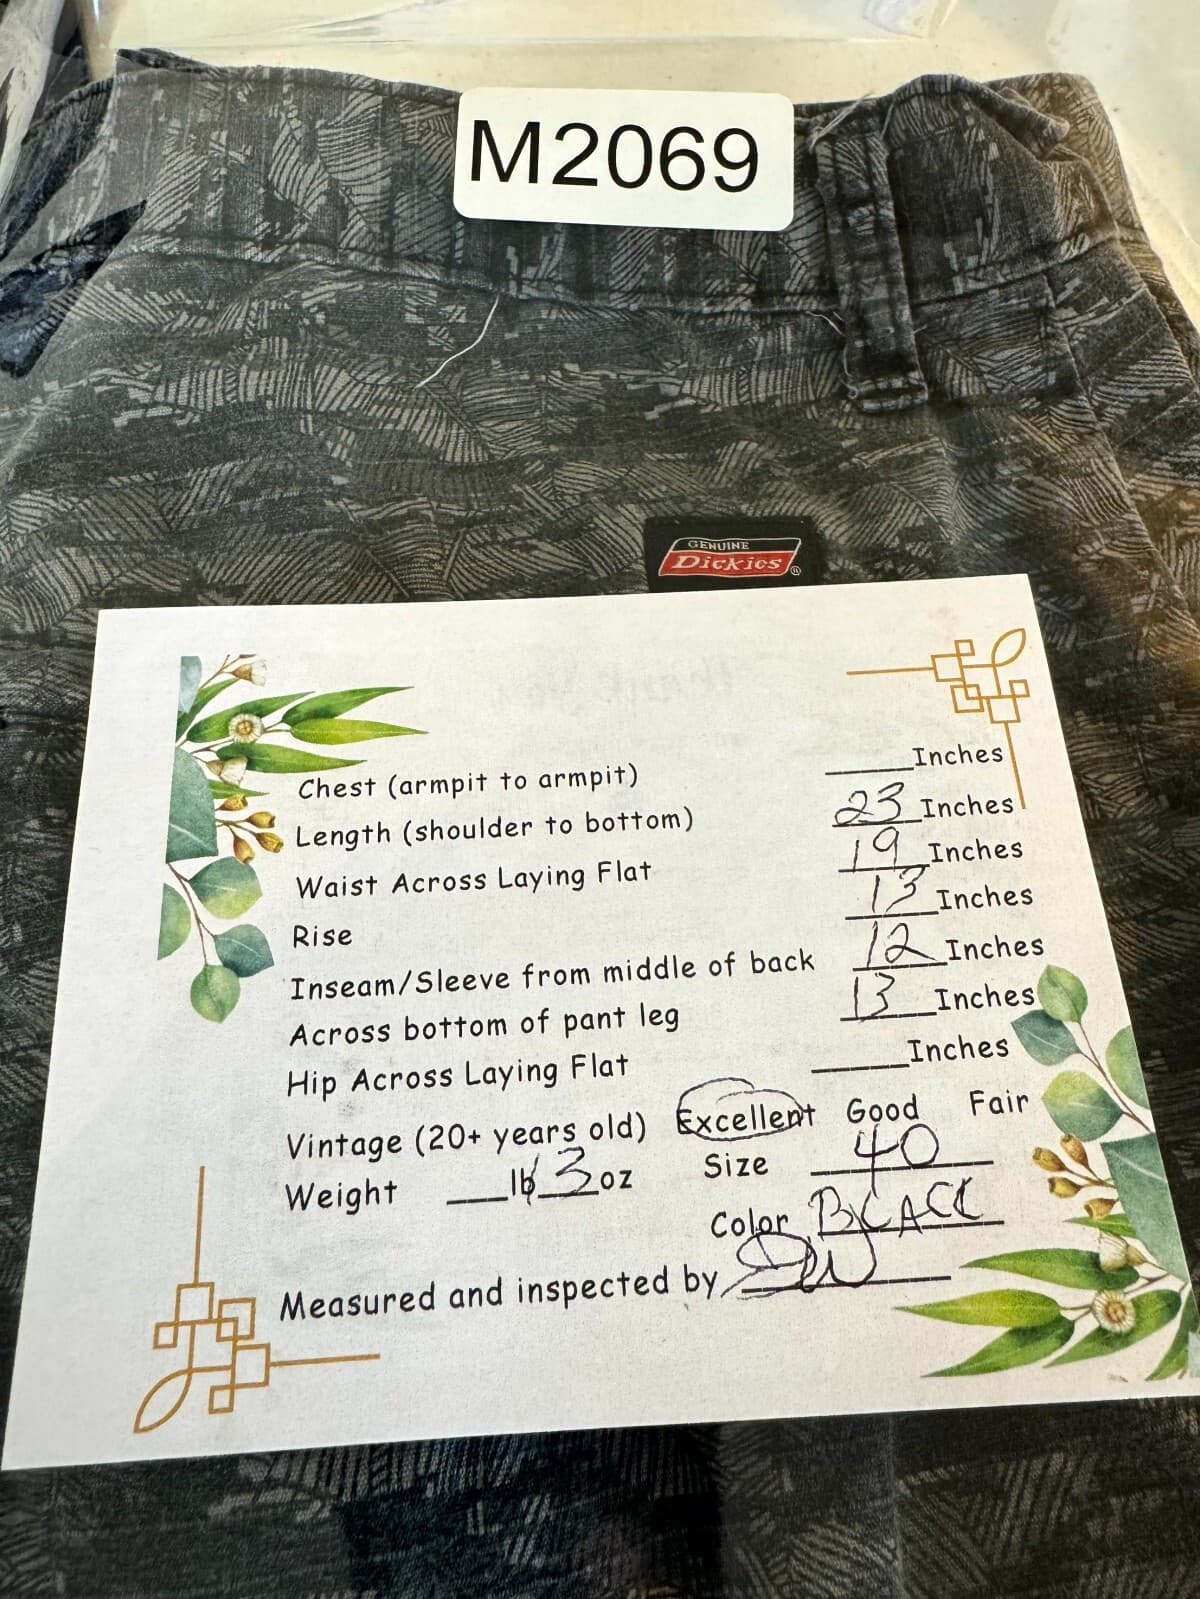 M2069
GENUINE
Dickies ®
Chest (armpit to armpit) ____Inches
Length (shoulder to bottom) 23 Inches
Waist Across Laying Flat 19 Inches
Rise 13 Inches
Inseam/Sleeve from middle of back 12 Inches
Across bottom of pant leg 13 Inches
Hip Across Laying Flat ____Inches
Vintage (20+ years old) Excellent Good Fair
Weight ___lb 3 oz Size 40
Color BLACK
Measured and inspected by